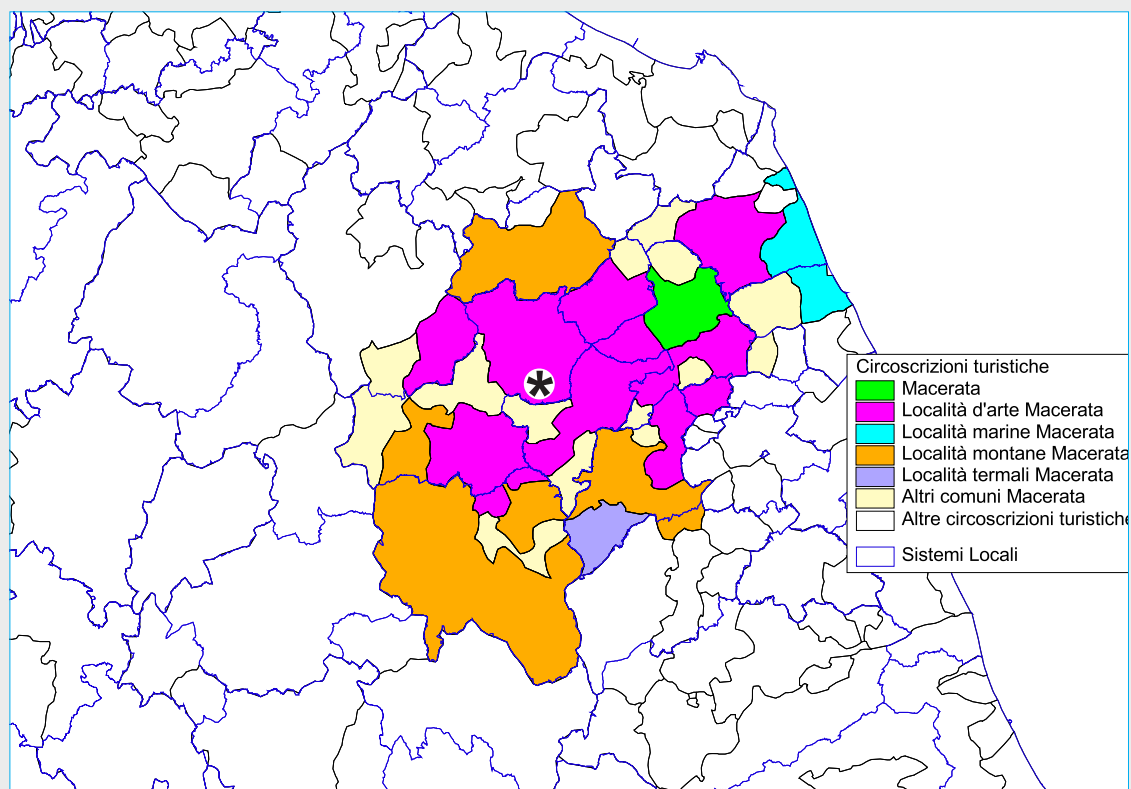 Circoscrizioni turistiche
Macerata
Località d'arte Macerata
Località marine Macerata
Località montane Macerata
Località termali Macerata
Altri comuni Macerata
Altre circoscrizioni turistiche
Sistemi Locali
*